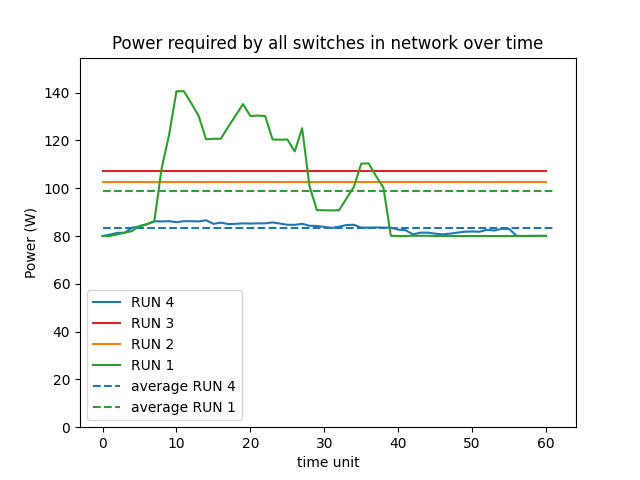 Power required by all switches in network over time
Power (W)
140
120
100
80
60
40
20
0
RUN 4
RUN 3
RUN 2
RUN 1
average RUN 4
average RUN 1
0 10 20 30 40 50 60
time unit